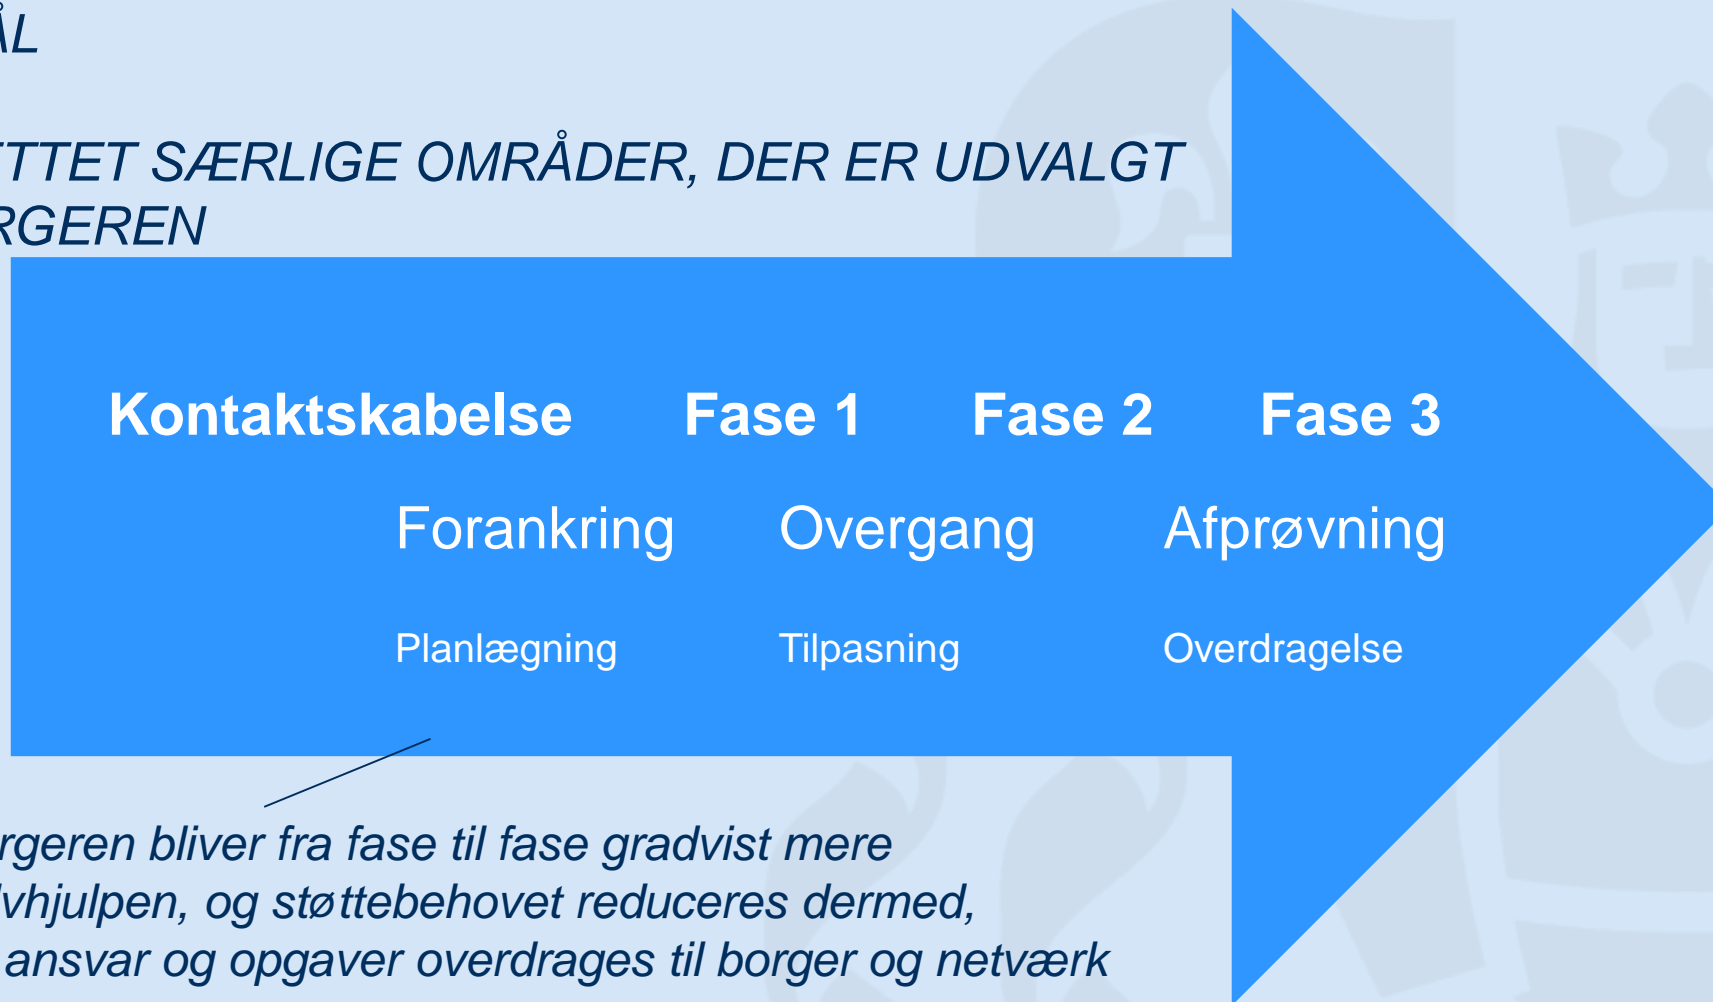 ÅL
ETTET SÆRLIGE OMRÅDER, DER ER UDVALGT
RGEREN
Kontaktskabelse Fase 1 Fase 2 Fase 3
Forankring Overgang Afprøvning
Planlægning Tilpasning Overdragelse
rgeren bliver fra fase til fase gradvist mere
lvhjulpen, og støttebehovet reduceres dermed,
ansvar og opgaver overdrages til borger og netværk